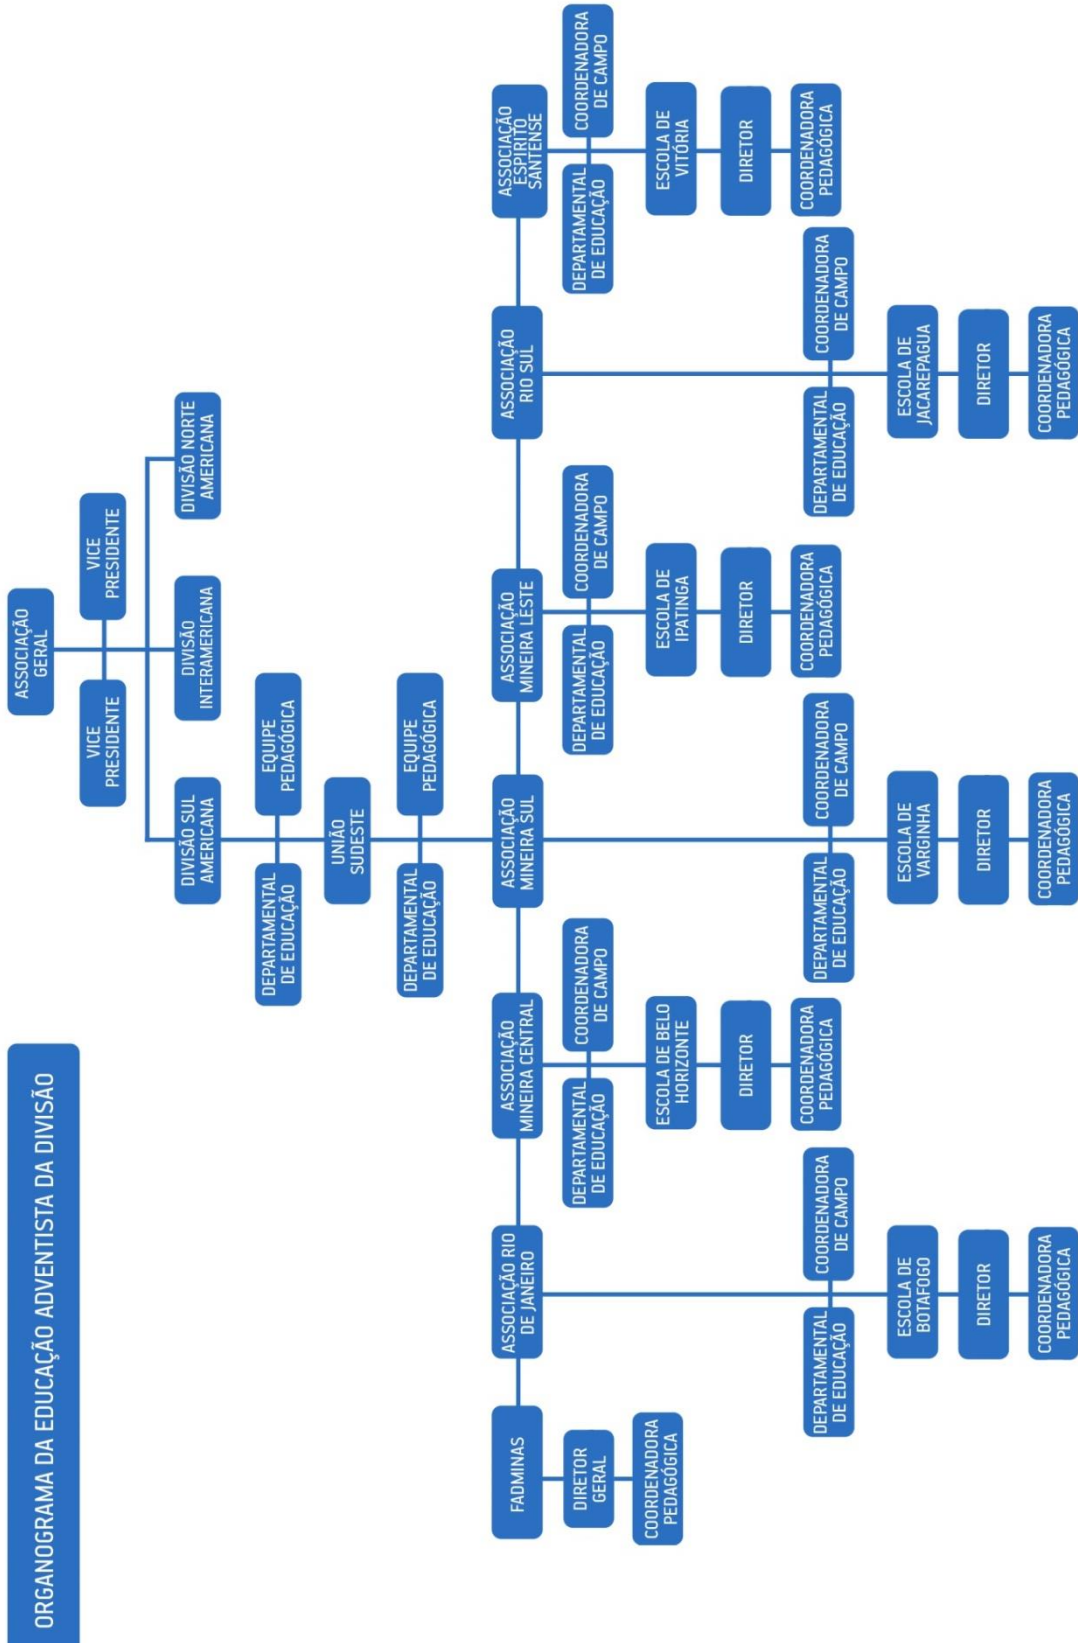 ORGANOGRAMA DA EDUCAÇÃO ADVENTISTA DA DIVISÃO
ASSOCIAÇÃO
GERAL
VICE
PRESIDENTE
VICE
PRESIDENTE
DIVISÃO SUL
AMERICANA
DIVISÃO
INTERAMERICANA
DIVISÃO NORTE
AMERICANA
DEPARTAMENTAL
DE EDUCAÇÃO
EQUIPE
PEDAGÓGICA
UNIÃO
SUDESTE
DEPARTAMENTAL
DE EDUCAÇÃO
EQUIPE
PEDAGÓGICA
FADMINAS
DIRETOR
GERAL
COORDENADORA
PEDAGÓGICA
ASSOCIAÇÃO RIO
DE JANEIRO
DEPARTAMENTAL
DE EDUCAÇÃO
COORDENADORA
DE CAMPO
ESCOLA DE
BOTAFOGO
DIRETOR
COORDENADORA
PEDAGÓGICA
ASSOCIAÇÃO
MINEIRA CENTRAL
DEPARTAMENTAL
DE EDUCAÇÃO
COORDENADORA
DE CAMPO
ESCOLA DE BELO
HORIZONTE
DIRETOR
COORDENADORA
PEDAGÓGICA
ASSOCIAÇÃO
MINEIRA SUL
DEPARTAMENTAL
DE EDUCAÇÃO
COORDENADORA
DE CAMPO
ESCOLA DE
VARGINHA
DIRETOR
COORDENADORA
PEDAGÓGICA
ASSOCIAÇÃO
MINEIRA LESTE
DEPARTAMENTAL
DE EDUCAÇÃO
COORDENADORA
DE CAMPO
ESCOLA DE
IPATINGA
DIRETOR
COORDENADORA
PEDAGÓGICA
ASSOCIAÇÃO
RIO SUL
DEPARTAMENTAL
DE EDUCAÇÃO
COORDENADORA
DE CAMPO
ESCOLA DE
JACAREPAGUA
DIRETOR
COORDENADORA
PEDAGÓGICA
ASSOCIAÇÃO
ESPIRITO
SANTENSE
DEPARTAMENTAL
DE EDUCAÇÃO
COORDENADORA
DE CAMPO
ESCOLA DE
VITÓRIA
DIRETOR
COORDENADORA
PEDAGÓGICA